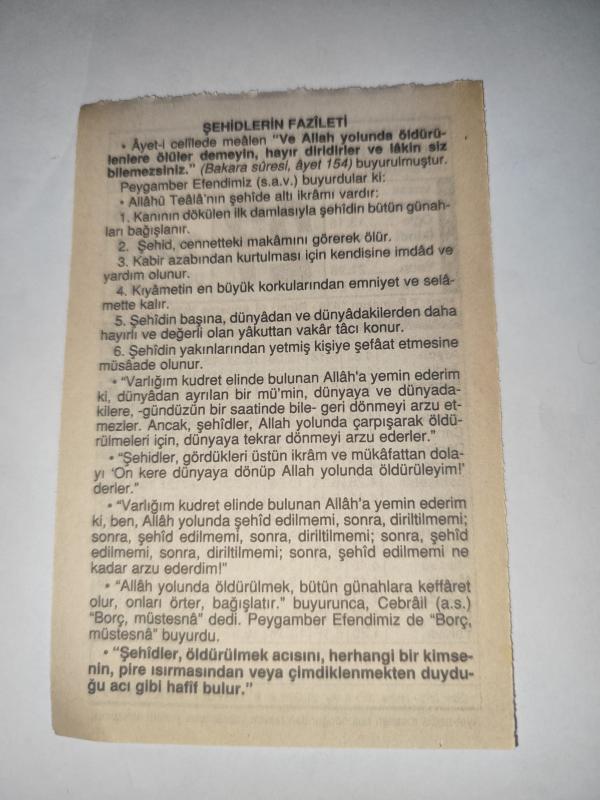 ŞEHİDLERİN FAZÎLETİ
• Âyet-i celîlede meâlen "Ve Allah yolunda öldürü-
lenlere ölüler demeyin, hayır diridirler ve lâkin siz
bilemezsiniz." (Bakara sûresi, âyet 154) buyurulmuştur.
Peygamber Efendimiz (s.a.v.) buyurdular ki:
• Allâhü Teâlâ'nın şehîde altı ikrâmı vardır:
1. Kanının dökülen ilk damlasıyla şehîdin bütün günah-
ları bağışlanır.
2. Şehid, cennetteki makâmını görerek ölür.
3. Kabir azabından kurtulması için kendisine imdâd ve
yardım olunur.
4. Kıyâmetin en büyük korkularından emniyet ve selâ-
mette kalır.
5. Şehîdin başına, dünyâdan ve dünyâdakilerden daha
hayırlı ve değerli olan yâkuttan vakâr tâcı konur.
6. Şehîdin yakınlarından yetmiş kişiye şefâat etmesine
müsâade olunur.
• "Varlığım kudret elinde bulunan Allâh'a yemin ederim
ki, dünyâdan ayrılan bir mü'min, dünyaya ve dünyada-
kilere, -gündüzün bir saatinde bile- geri dönmeyi arzu et-
mezler. Ancak, şehîdler, Allah yolunda çarpışarak öldü-
rülmeleri için, dünyaya tekrar dönmeyi arzu ederler."
• "Şehidler, gördükleri üstün ikrâm ve mükâfattan dola-
yı 'On kere dünyaya dönüp Allah yolunda öldürüleyim!'
derler."
• "Varlığım kudret elinde bulunan Allâh'a yemin ederim
ki, ben, Allâh yolunda şehîd edilmemi, sonra, diriltilmemi;
sonra, şehîd edilmemi, sonra, diriltilmemi; sonra, şehîd
edilmemi, sonra, diriltilmemi; sonra, şehîd edilmemi ne
kadar arzu ederdim!"
• "Allâh yolunda öldürülmek, bütün günahlara keffâret
olur, onları örter, bağışlatır." buyurunca, Cebrâil (a.s.)
"Borç, müstesnâ" dedi. Peygamber Efendimiz de "Borç,
müstesnâ" buyurdu.
• "Şehîdler, öldürülmek acısını, herhangi bir kimse-
nin, pire ısırmasından veya çimdiklenmekten duydu-
ğu acı gibi hafîf bulur."